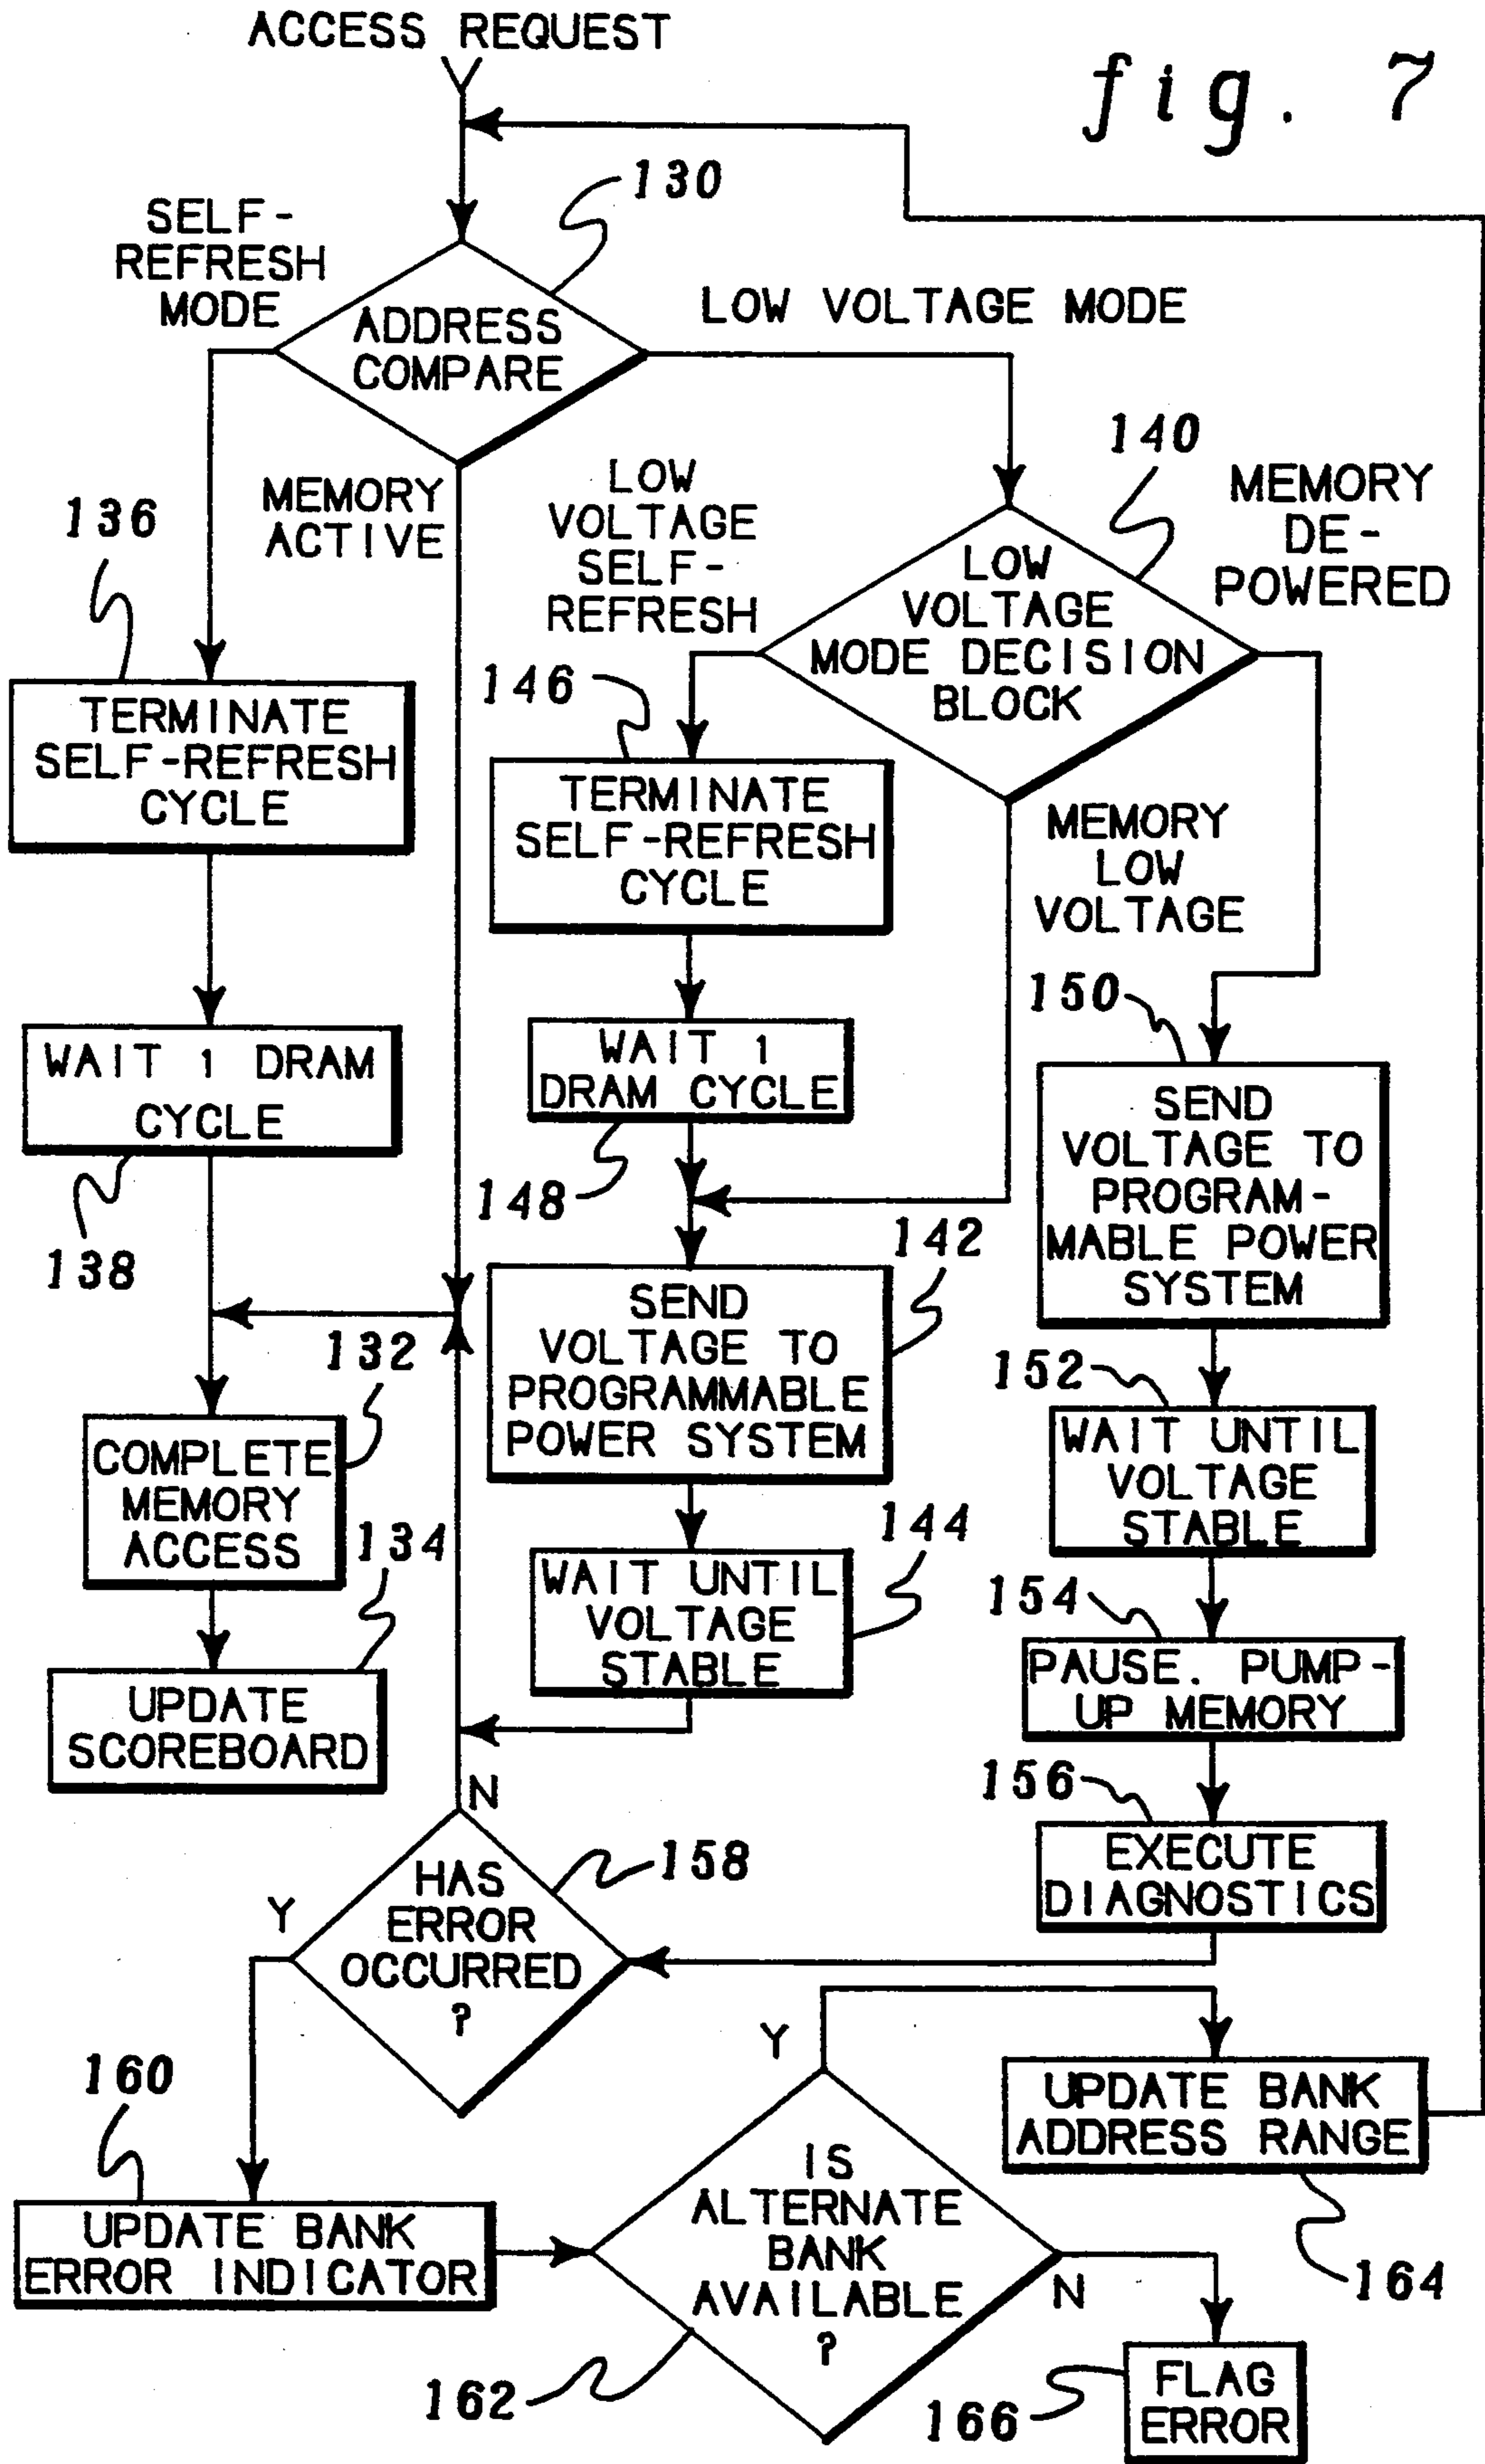 ACCESS REQUEST
fig. 7
130
SELF-
REFRESH
MODE
ADDRESS
COMPARE
LOW VOLTAGE MODE
140
MEMORY
ACTIVE
LOW
VOLTAGE
SELF-
REFRESH
MEMORY
DE-
POWERED
136
LOW
VOLTAGE
MODE DECISION
BLOCK
146
TERMINATE
SELF-REFRESH
CYCLE
TERMINATE
SELF-REFRESH
CYCLE
MEMORY
LOW
VOLTAGE
150
WAIT 1 DRAM
CYCLE
138
WAIT 1
DRAM CYCLE
148
SEND
VOLTAGE TO
PROGRAM-
MABLE POWER
SYSTEM
142
SEND
VOLTAGE TO
PROGRAMMABLE
POWER SYSTEM
132
COMPLETE
MEMORY
ACCESS
134
UPDATE
SCOREBOARD
144
WAIT UNTIL
VOLTAGE
STABLE
152
WAIT UNTIL
VOLTAGE
STABLE
154
PAUSE. PUMP-
UP MEMORY
156
EXECUTE
DIAGNOSTICS
N
158
HAS
ERROR
OCCURRED
?
Y
160
UPDATE BANK
ERROR INDICATOR
Y
IS
ALTERNATE
BANK
AVAILABLE
?
162
N
UPDATE BANK
ADDRESS RANGE
164
166
FLAG
ERROR